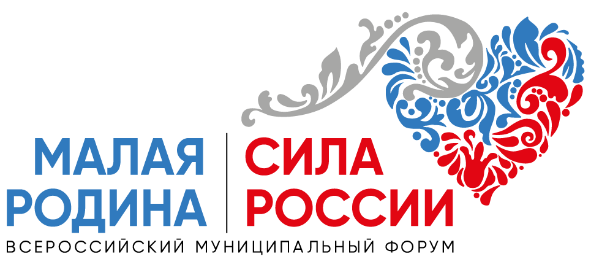 МАЛАЯ
РОДИНА
СИЛА
РОССИИ
ВСЕРОССИЙСКИЙ МУНИЦИПАЛЬНЫЙ ФОРУМ